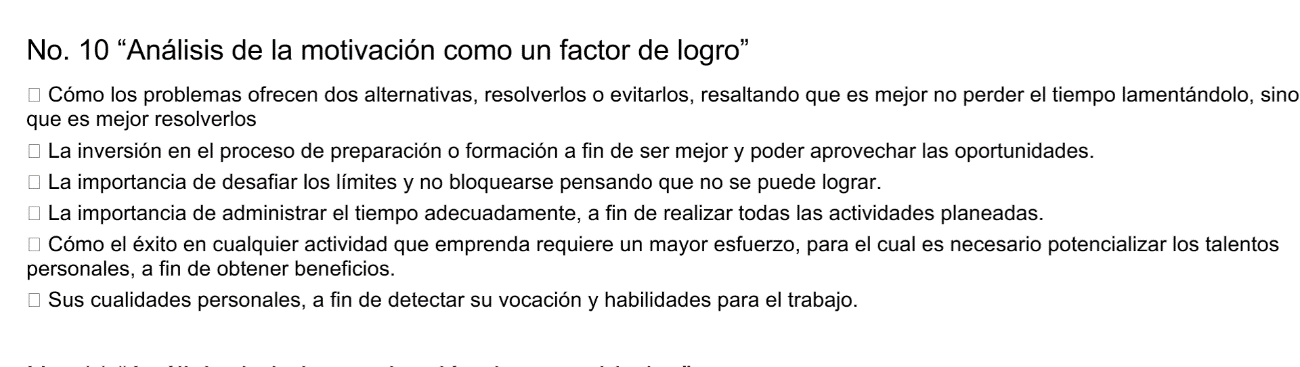 No. 10 “Análisis de la motivación como un factor de logro”
 Cómo los problemas ofrecen dos alternativas, resolverlos o evitarlos, resaltando que es mejor no perder el tiempo lamentándolo, sino
que es mejor resolverlos
 La inversión en el proceso de preparación o formación a fin de ser mejor y poder aprovechar las oportunidades.
 La importancia de desafiar los límites y no bloquearse pensando que no se puede lograr.
 La importancia de administrar el tiempo adecuadamente, a fin de realizar todas las actividades planeadas.
 Cómo el éxito en cualquier actividad que emprenda requiere un mayor esfuerzo, para el cual es necesario potencializar los talentos
personales, a fin de obtener beneficios.
 Sus cualidades personales, a fin de detectar su vocación y habilidades para el trabajo.